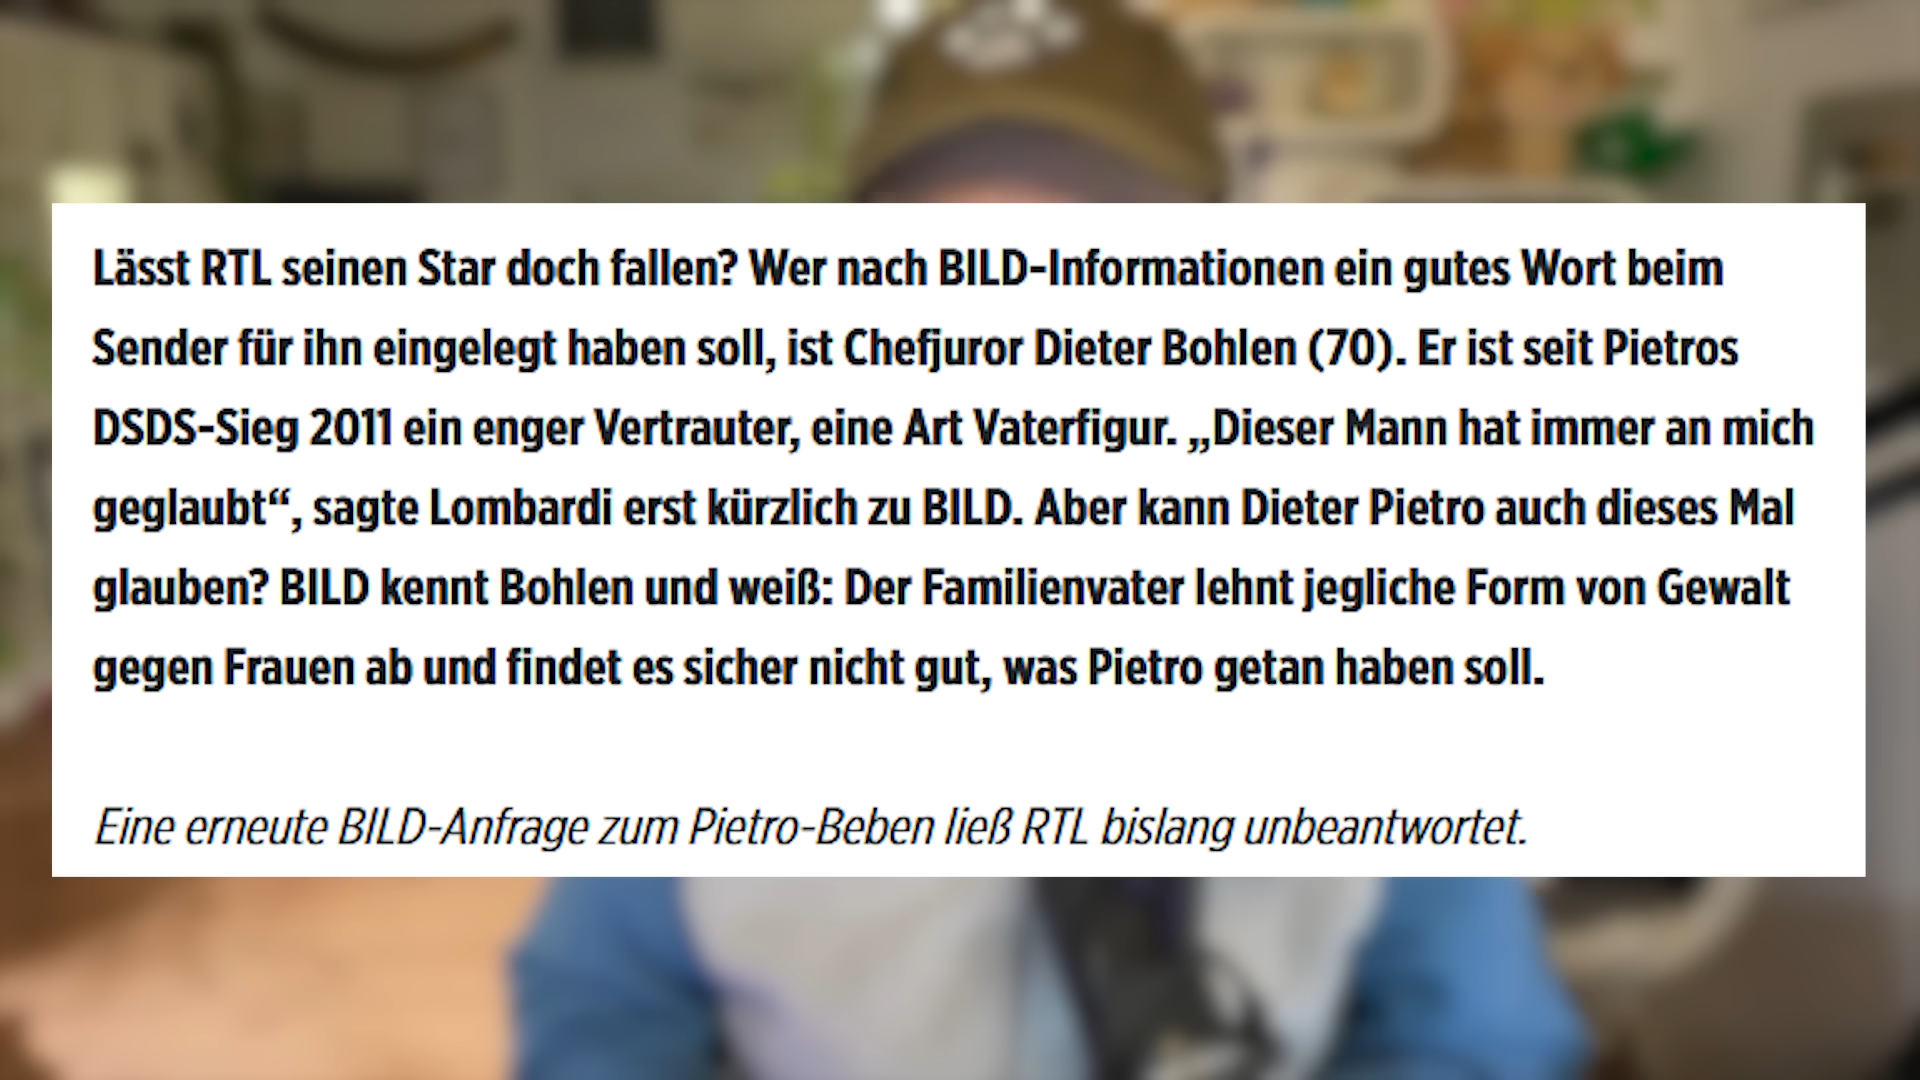 Lässt RTL seinen Star doch fallen? Wer nach BILD-Informationen ein gutes Wort beim
Sender für ihn eingelegt haben soll, ist Chefjuror Dieter Bohlen (70). Er ist seit Pietros
DSDS-Sieg 2011 ein enger Vertrauter, eine Art Vaterfigur. „Dieser Mann hat immer an mich
geglaubt“, sagte Lombardi erst kürzlich zu BILD. Aber kann Dieter Pietro auch dieses Mal
glauben? BILD kennt Bohlen und weiß: Der Familienvater lehnt jegliche Form von Gewalt
gegen Frauen ab und findet es sicher nicht gut, was Pietro getan haben soll.
Eine erneute BILD-Anfrage zum Pietro-Beben ließ RTL bislang unbeantwortet.